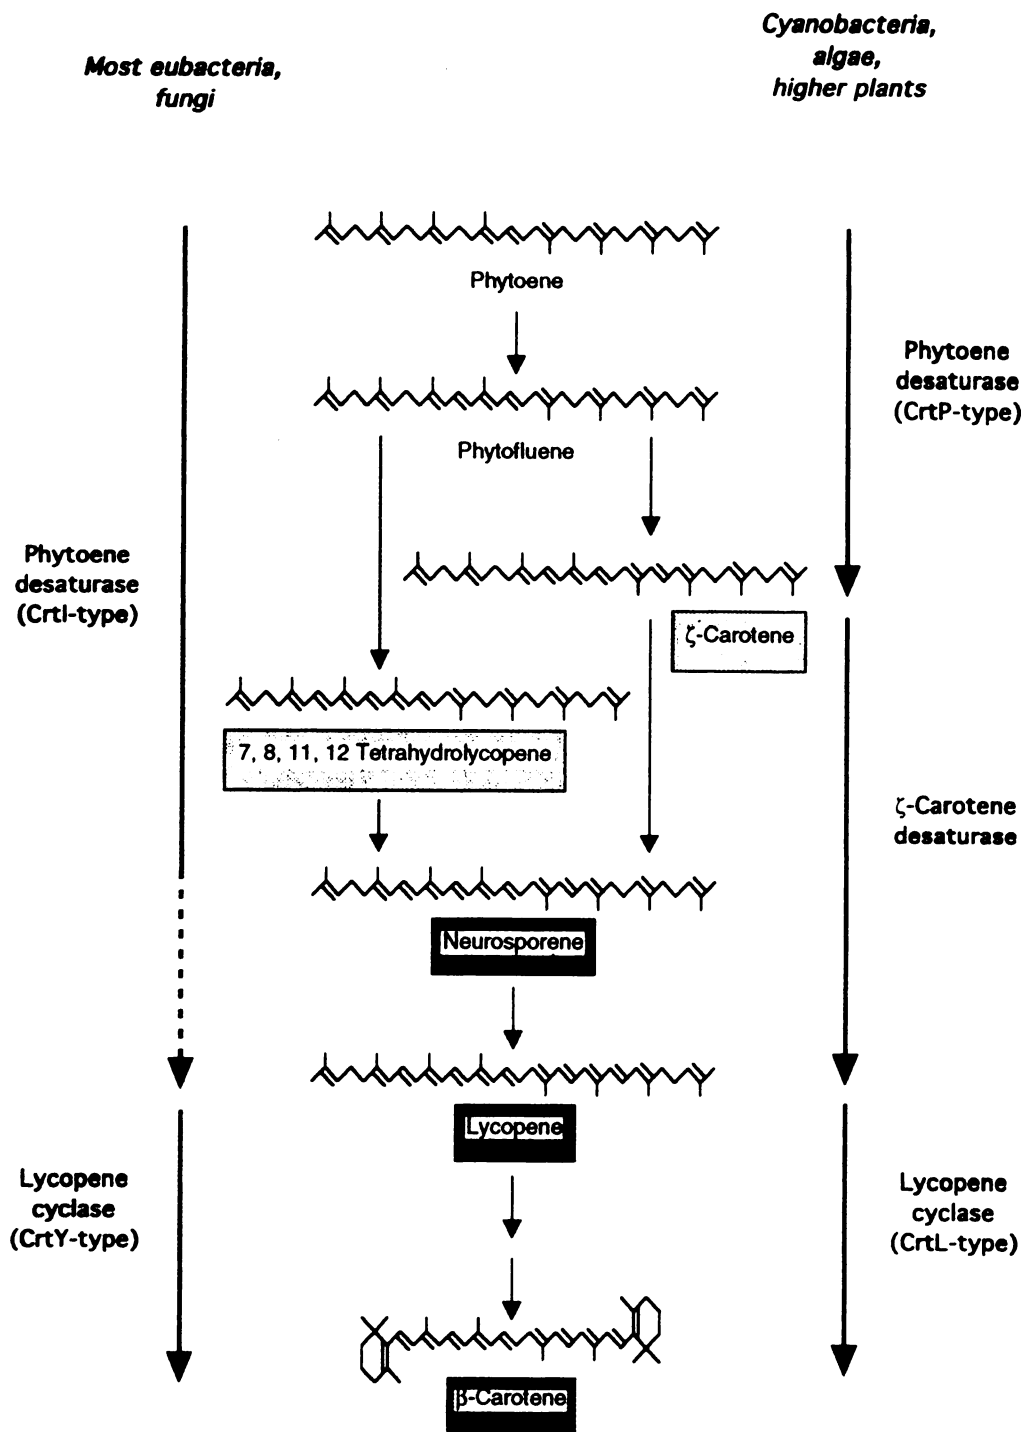 Most eubacteria,
fungi
Cyanobacteria,
algae,
higher plants
Phytoene
Phytoene
desaturase
(CrtP-type)
Phytofluene
Phytoene
desaturase
(CrtI-type)
ζ-Carotene
7, 8, 11, 12 Tetrahydrolycopene
ζ-Carotene
desaturase
Neurosporene
Lycopene
Lycopene
cyclase
(CrtY-type)
Lycopene
cyclase
(CrtL-type)
β-Carotene